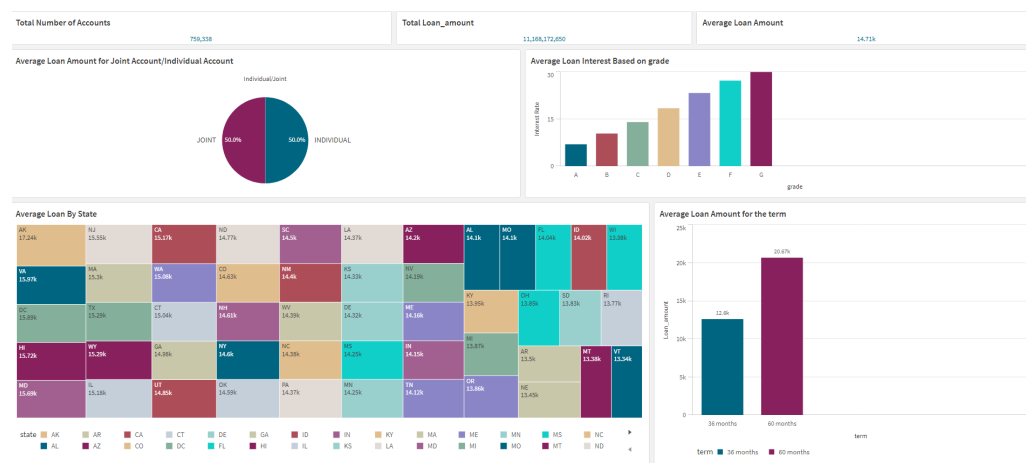 Total Number of Accounts
759,338
Total Loan_amount
11,168,172,650
Average Loan Amount
14.71k
Average Loan Amount for Joint Account/Individual Account
Individual/Joint
JOINT
50.0%
50.0%
INDIVIDUAL
Average Loan Interest Based on grade
Interest Rate
30
15
0
A B C D E F G
grade
Average Loan By State
AK
17.24k
VA
15.97k
DC
15.89k
HI
15.72k
MD
15.69k
NJ
15.55k
MA
15.3k
TX
15.29k
WY
15.29k
IL
15.18k
CA
15.17k
WA
15.08k
CT
15.04k
GA
14.98k
UT
14.85k
ND
14.77k
CO
14.63k
NH
14.61k
NY
14.6k
OK
14.59k
SC
14.5k
NM
14.4k
WV
14.39k
NC
14.38k
PA
14.37k
LA
14.37k
KS
14.33k
DE
14.32k
MS
14.25k
MN
14.25k
AZ
14.2k
NV
14.19k
ME
14.16k
IN
14.15k
TN
14.12k
AL
14.1k
MO
14.1k
FL
14.04k
ID
14.02k
WI
13.98k
KY
13.95k
MI
13.87k
OR
13.86k
OH
13.85k
SD
13.83k
RI
13.77k
AR
13.5k
NE
13.45k
MT
13.38k
VT
13.34k
state AK AR CA CT DE GA ID IN KY MA ME MN MS NC
AL AZ CO DC FL HI IL KS LA MD MI MO MT ND
Average Loan Amount for the term
Loan_amount
25k
20k
15k
10k
5k
0
12.6k
20.67k
36 months
60 months
term
term 36 months 60 months